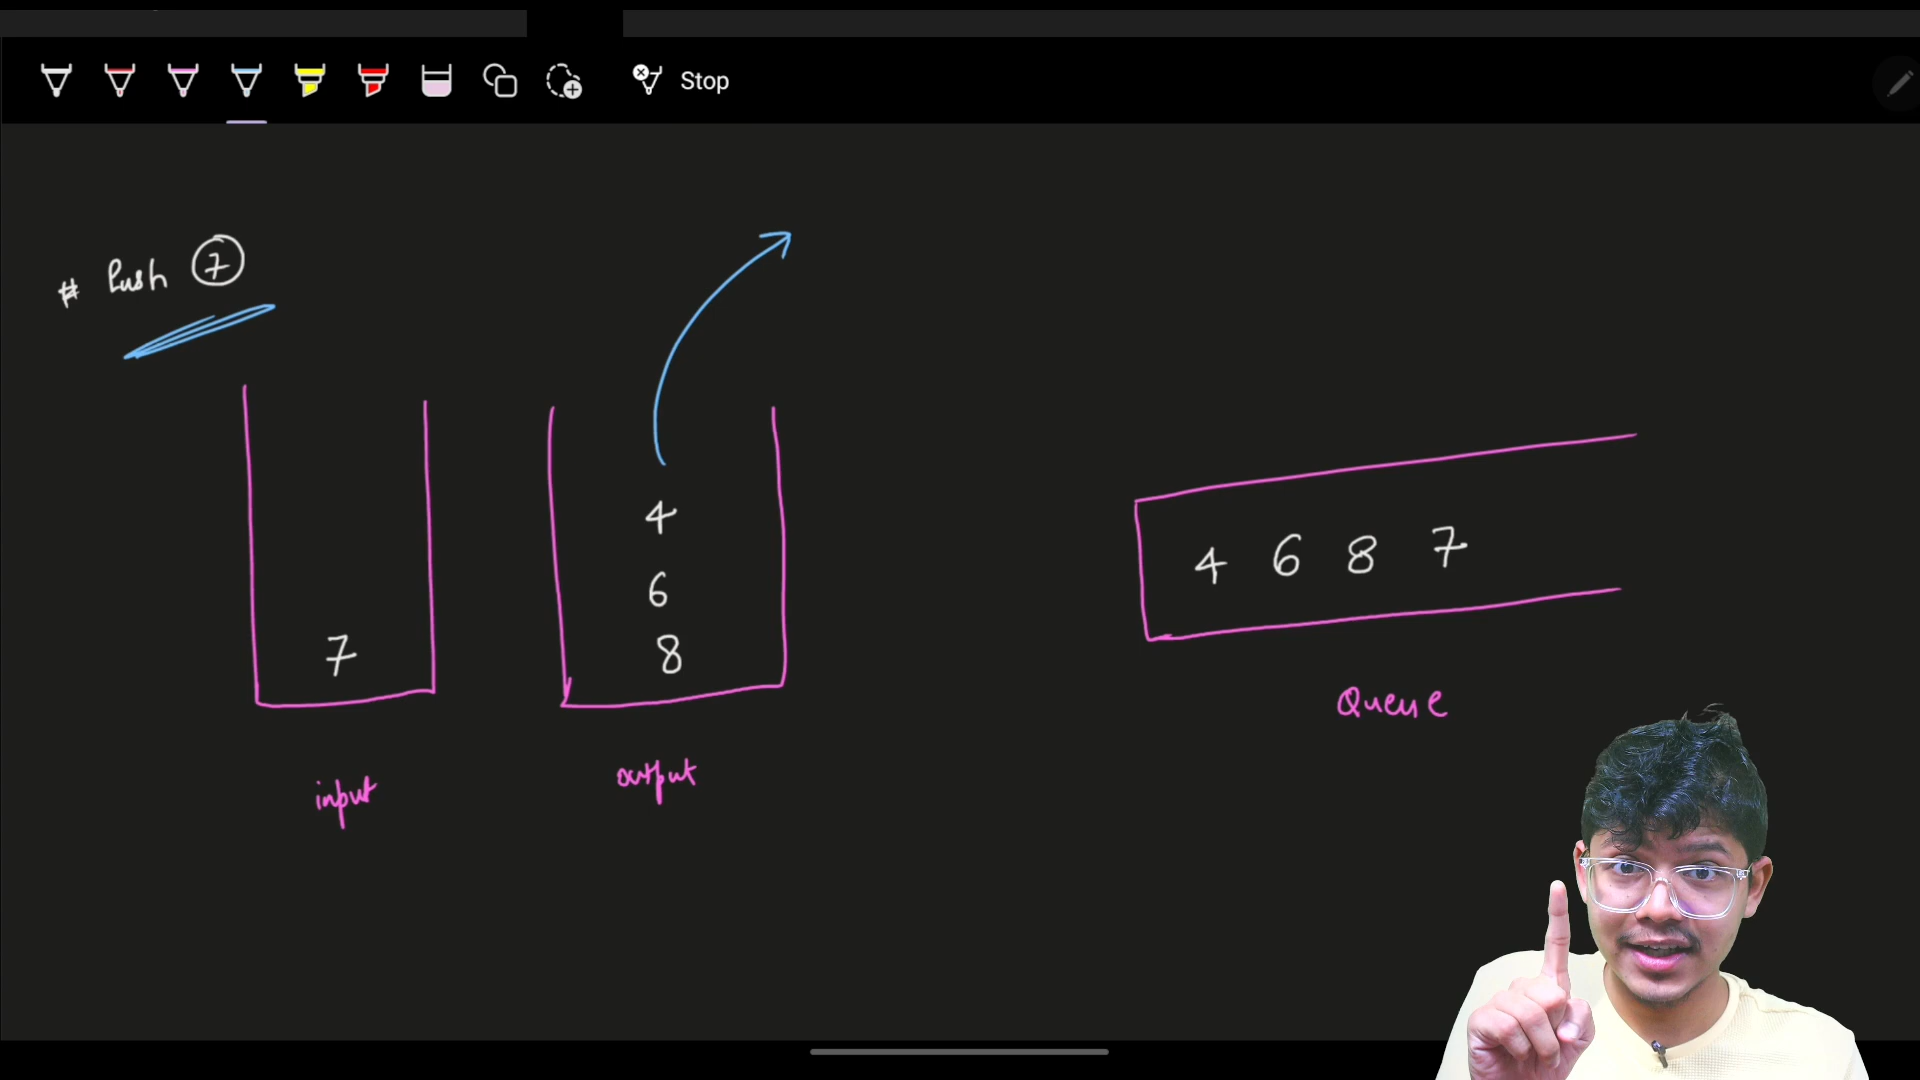 Stop
# Push 7
4
6
7 8
input output
4 6 8 7
Queue